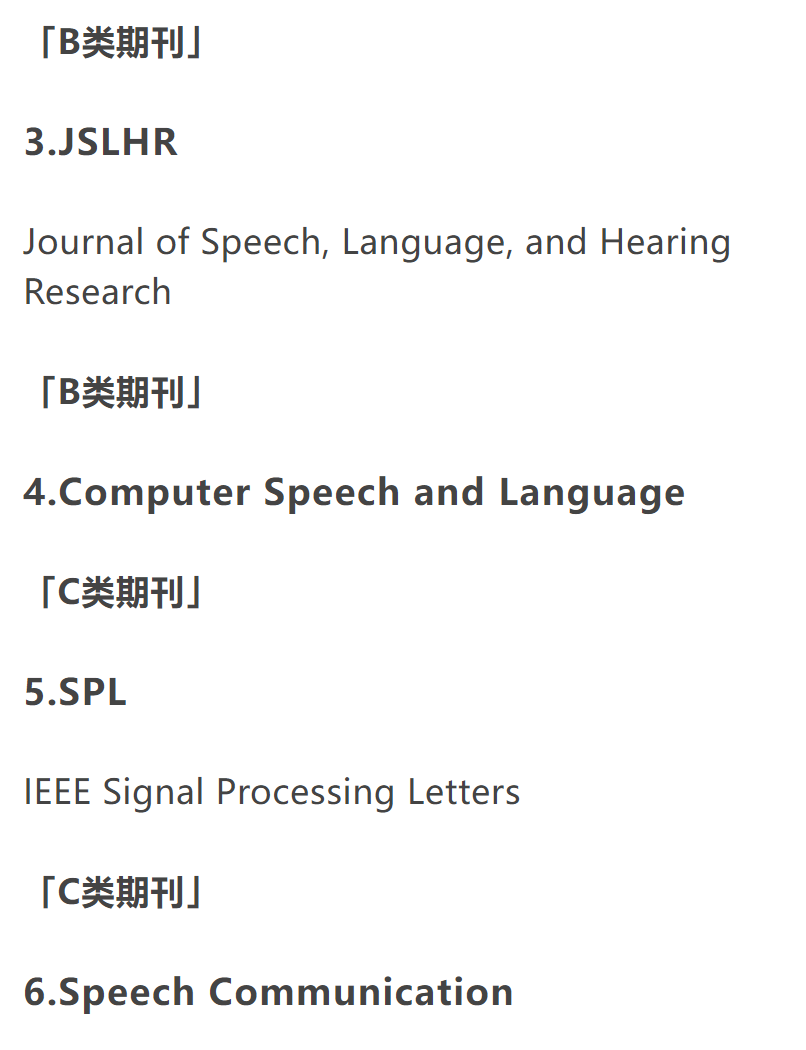 「B类期刊」
3.JSLHR
Journal of Speech, Language, and Hearing
Research
「B类期刊」
4.Computer Speech and Language
「C类期刊」
5.SPL
IEEE Signal Processing Letters
「C类期刊」
6.Speech Communication